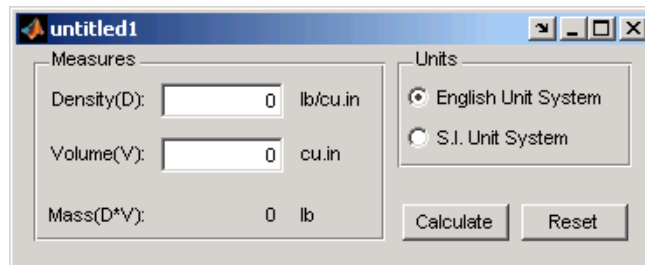 untitled1
Measures
Density(D): 0 lb/cu.in
Volume(V): 0 cu.in
Mass(D*V): 0 lb
Units
English Unit System
S.I. Unit System
Calculate Reset